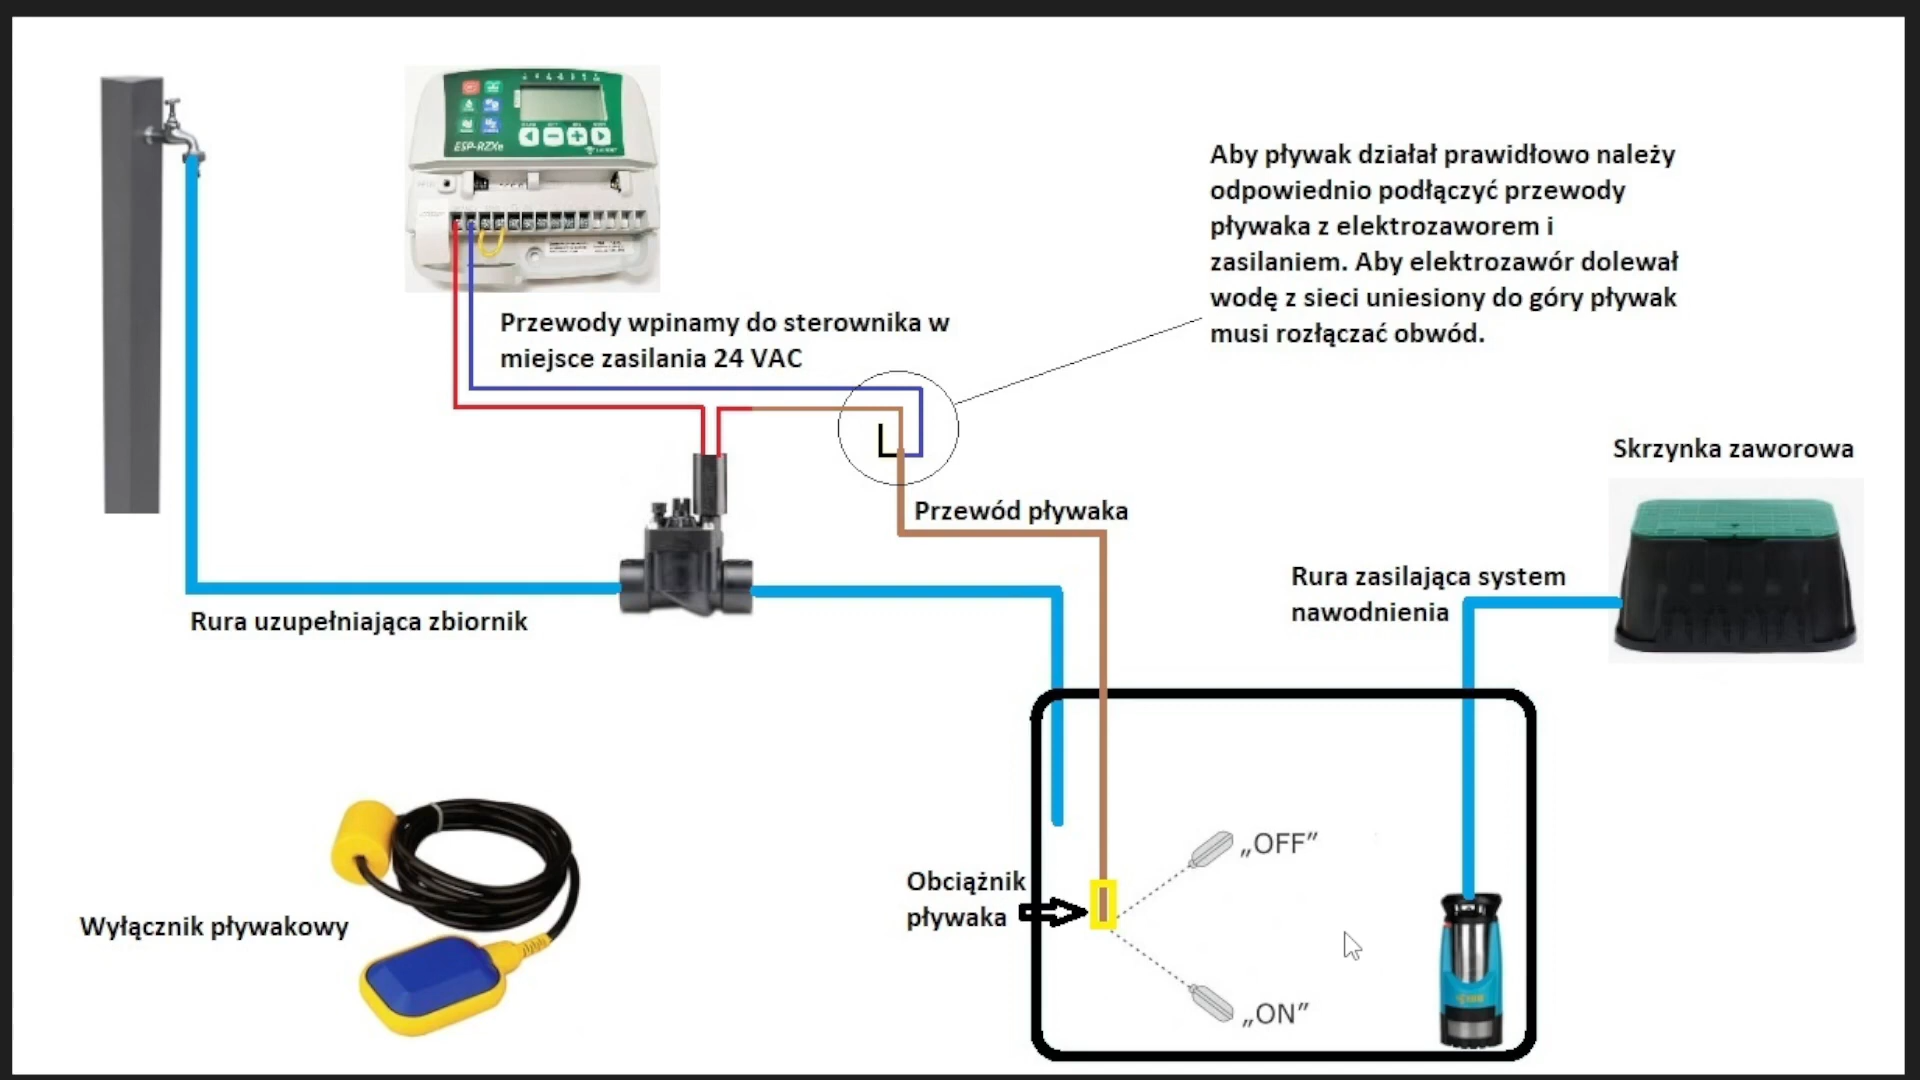 ESP-RZXe
Aby pływak działał prawidłowo należy
odpowiednio podłączyć przewody
pływaka z elektrozaworem i
zasilaniem. Aby elektrozawór dolewał
wodę z sieci uniesiony do góry pływak
musi rozłączać obwód.
Przewody wpinamy do sterownika w
miejsce zasilania 24 VAC
Skrzynka zaworowa
Przewód pływaka
Rura zasilająca system
nawodnienia
Rura uzupełniająca zbiornik
„OFF”
Obciążnik
pływaka
Wyłącznik pływakowy
„ON”